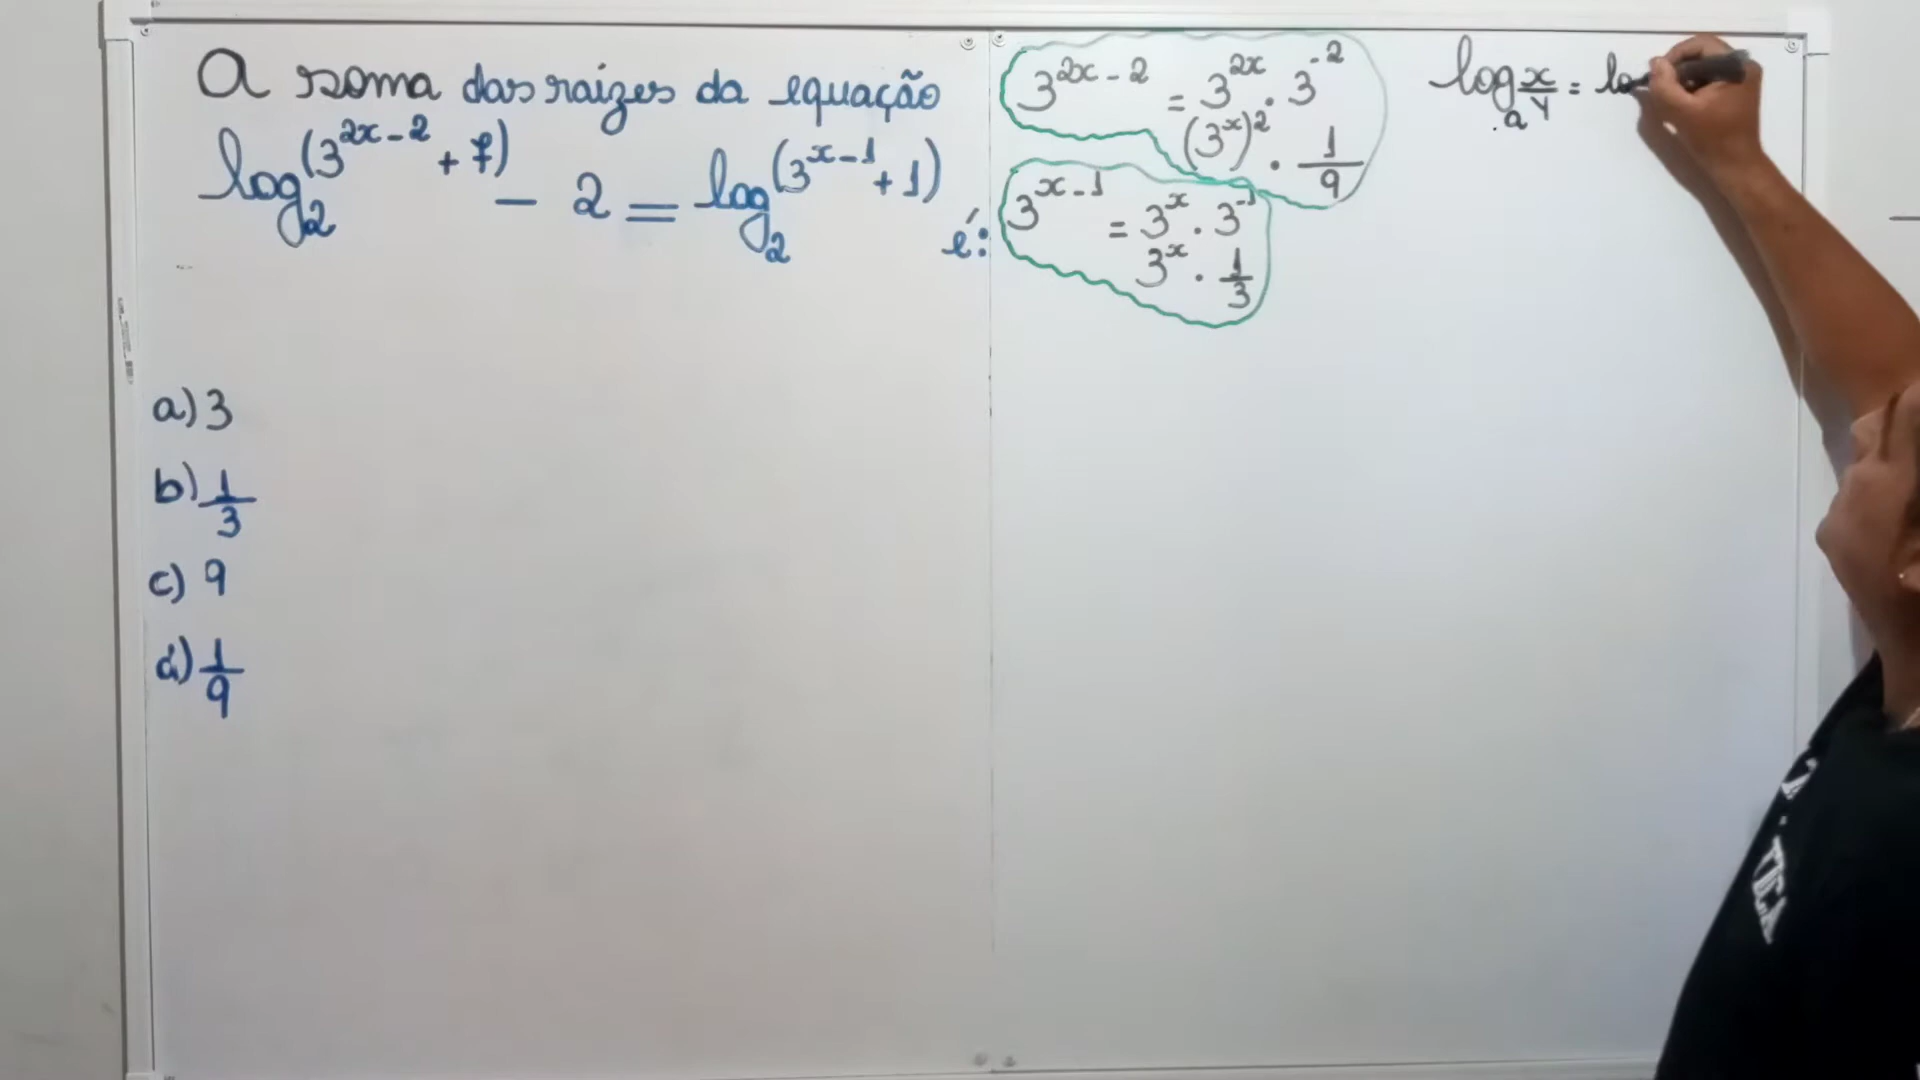 A soma das raizes da equação
log₂(3^{2x-2} + 7) - 2 = log₂(3^{x-1} + 1) é:
a) 3
b) 1/3
c) 9
d) 1/9
3^{2x-2} = 3^{2x} . 3^{-2}
(3^x)^2 . 1/9
3^{x-1} = 3^x . 3^{-1}
3^x . 1/3
log_a x/y = lo